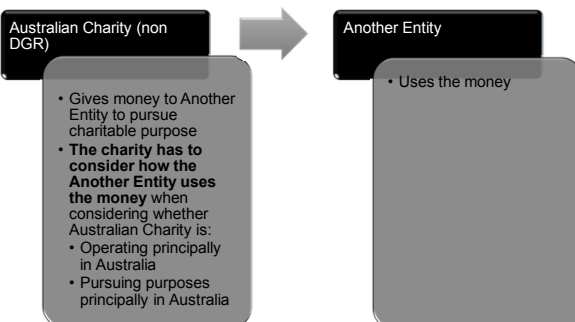 Australian Charity (non
DGR)
• Gives money to Another
Entity to pursue
charitable purpose
• The charity has to
consider how the
Another Entity uses
the money when
considering whether
Australian Charity is:
• Operating principally
in Australia
• Pursuing purposes
principally in Australia
Another Entity
• Uses the money